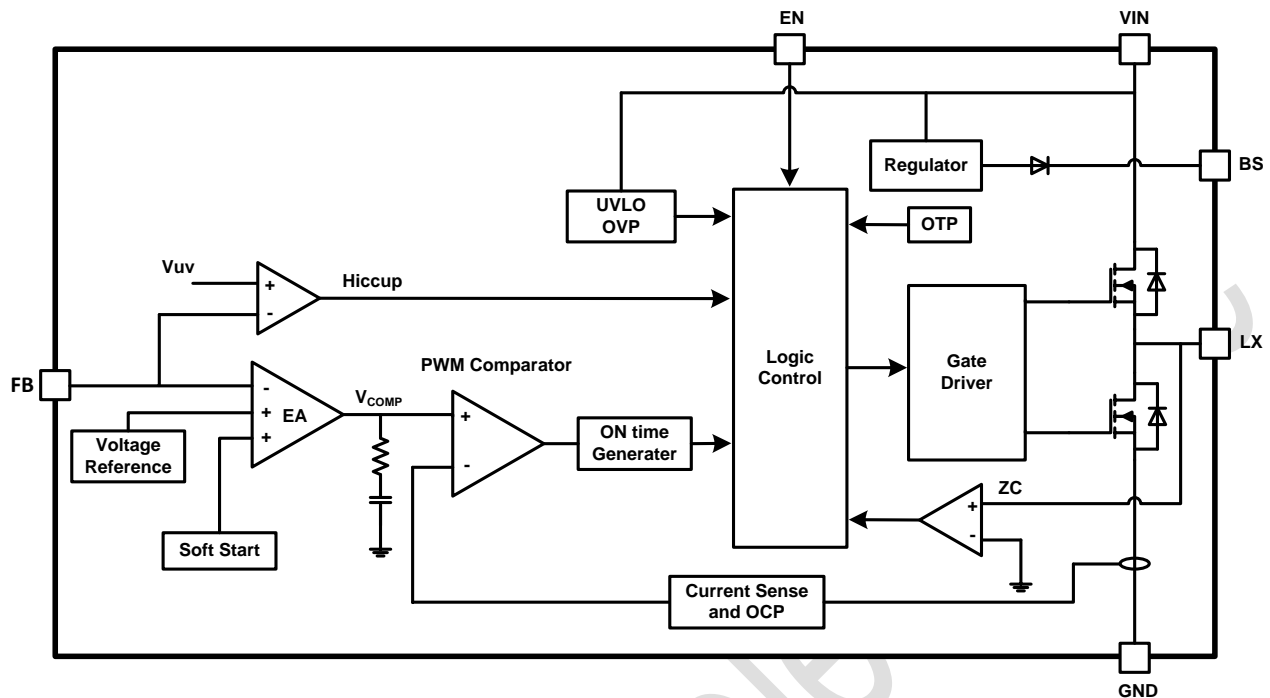 EN
VIN
Regulator
BS
UVLO
OVP
OTP
Vuv
+
-
Hiccup
LX
FB
PWM Comparator
Logic
Control
Gate
Driver
-
+
+
EA
VCOMP
+
-
Voltage
Reference
ON time
Generater
ZC
+
-
Soft Start
Current Sense
and OCP
GND